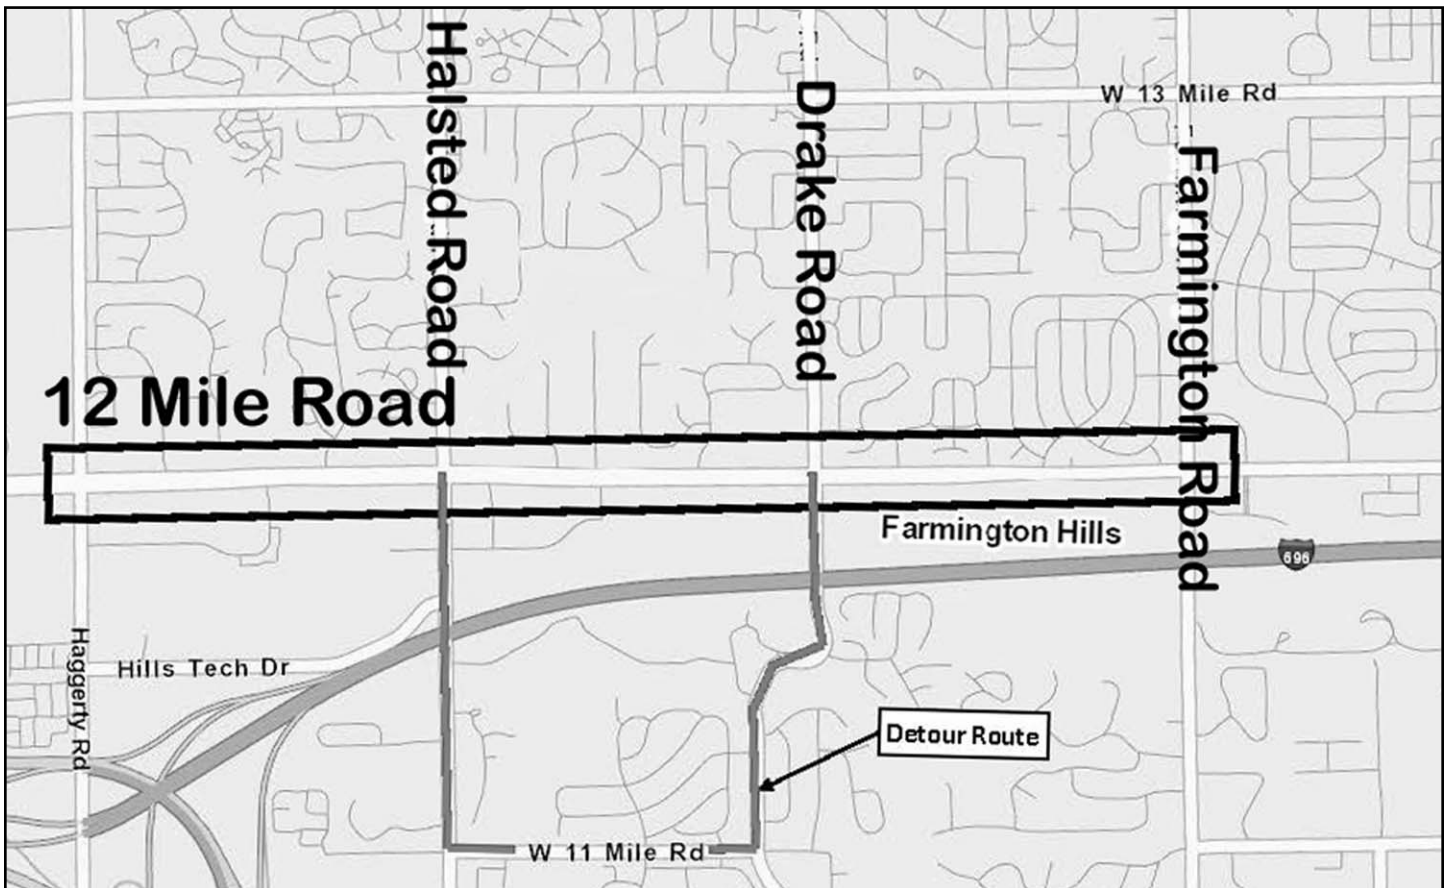 Halsted Road
Drake Road
W 13 Mile Rd
Farmington Road
12 Mile Road
Farmington Hills
696
Haggerty Rd
Hills Tech Dr
Detour Route
W 11 Mile Rd